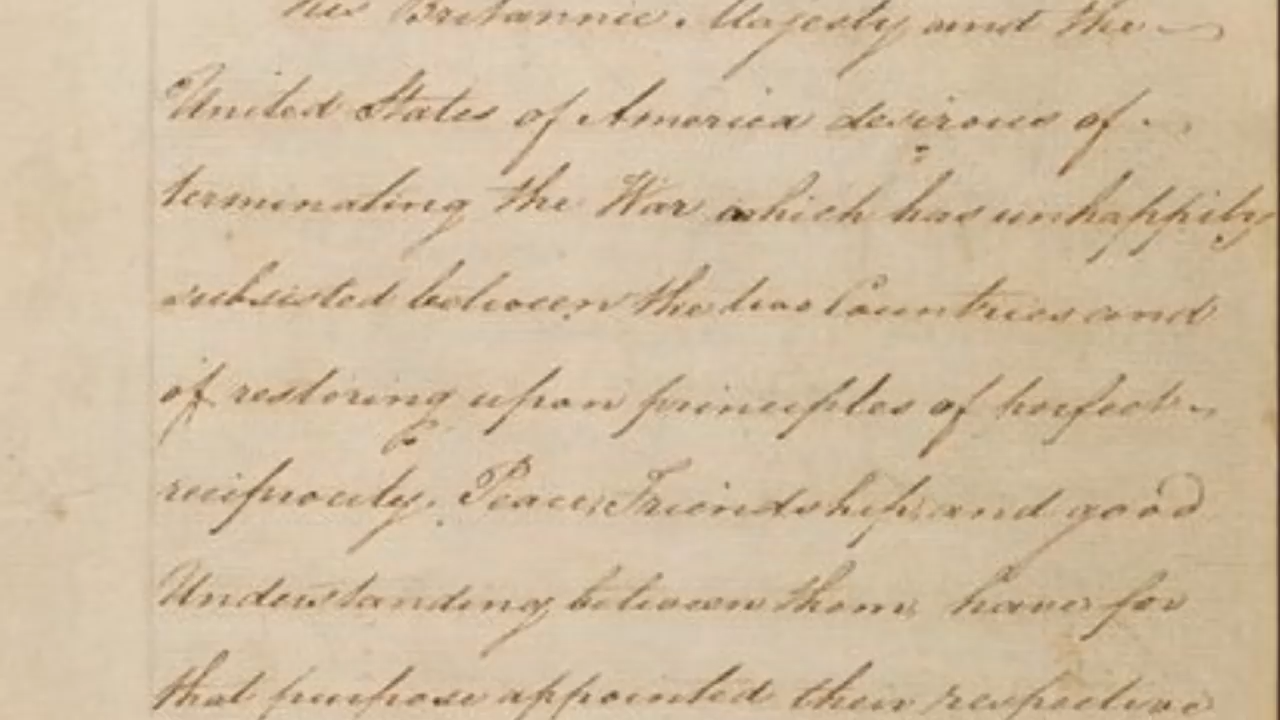 His Britannic Majesty and the
United States of America desirous of
terminating the War which has unhappily
subsisted between the two Countries and
of restoring upon principles of perfect
reciprocity, Peace, Friendship, and good
Understanding between them, have for
that purpose appointed their respective